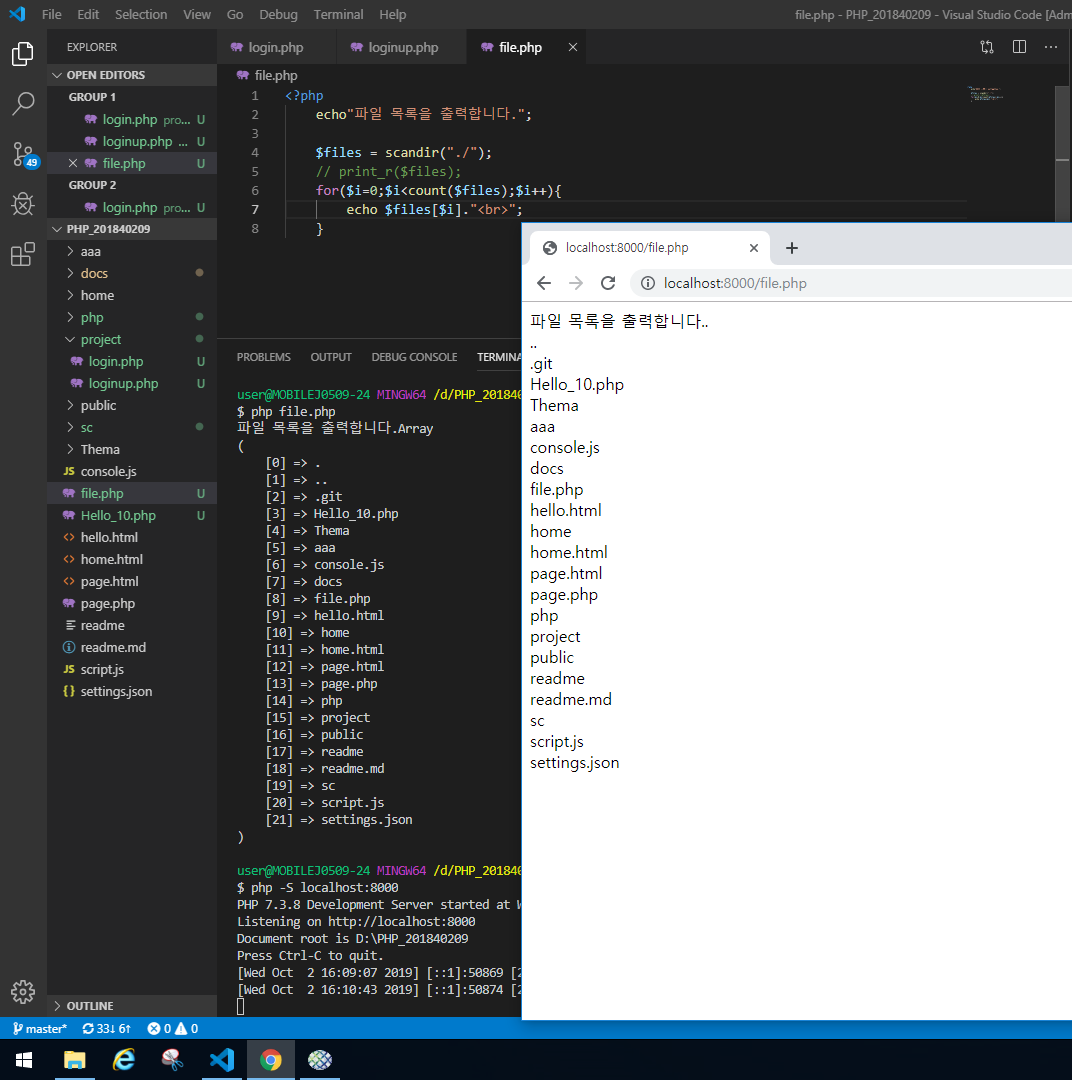 File Edit Selection View Go Debug Terminal Help
file.php - PHP_201840209 - Visual Studio Code [Adm
EXPLORER
OPEN EDITORS
GROUP 1
login.php pro... U
loginup.php ... U
file.php U
GROUP 2
login.php pro... U
PHP_201840209
aaa
docs
home
php
project
login.php U
loginup.php U
public
sc
Thema
JS console.js
file.php U
Hello_10.php U
hello.html
home.html
page.html
page.php
readme
readme.md
JS script.js
{} settings.json
OUTLINE
49
login.php loginup.php file.php
file.php
1 <?php
2 echo"파일 목록을 출력합니다.";
3
4 $files = scandir("./");
5 // print_r($files);
6 for($i=0;$i<count($files);$i++){
7 echo $files[$i]."<br>";
8 }
PROBLEMS OUTPUT DEBUG CONSOLE TERMINA
user@MOBILEJ0509-24 MINGW64 /d/PHP_20184
$ php file.php
파일 목록을 출력합니다.Array
(
[0] => .
[1] => ..
[2] => .git
[3] => Hello_10.php
[4] => Thema
[5] => aaa
[6] => console.js
[7] => docs
[8] => file.php
[9] => hello.html
[10] => home
[11] => home.html
[12] => page.html
[13] => page.php
[14] => php
[15] => project
[16] => public
[17] => readme
[18] => readme.md
[19] => sc
[20] => script.js
[21] => settings.json
)
user@MOBILEJ0509-24 MINGW64 /d/PHP_20184
$ php -S localhost:8000
PHP 7.3.8 Development Server started at W
Listening on http://localhost:8000
Document root is D:\PHP_201840209
Press Ctrl-C to quit.
[Wed Oct 2 16:09:07 2019] [::1]:50869 [2
[Wed Oct 2 16:10:43 2019] [::1]:50874 [2
localhost:8000/file.php
localhost:8000/file.php
파일 목록을 출력합니다..
..
.git
Hello_10.php
Thema
aaa
console.js
docs
file.php
hello.html
home
home.html
page.html
page.php
php
project
public
readme
readme.md
sc
script.js
settings.json
master* 33↓ 6↑ 0 0